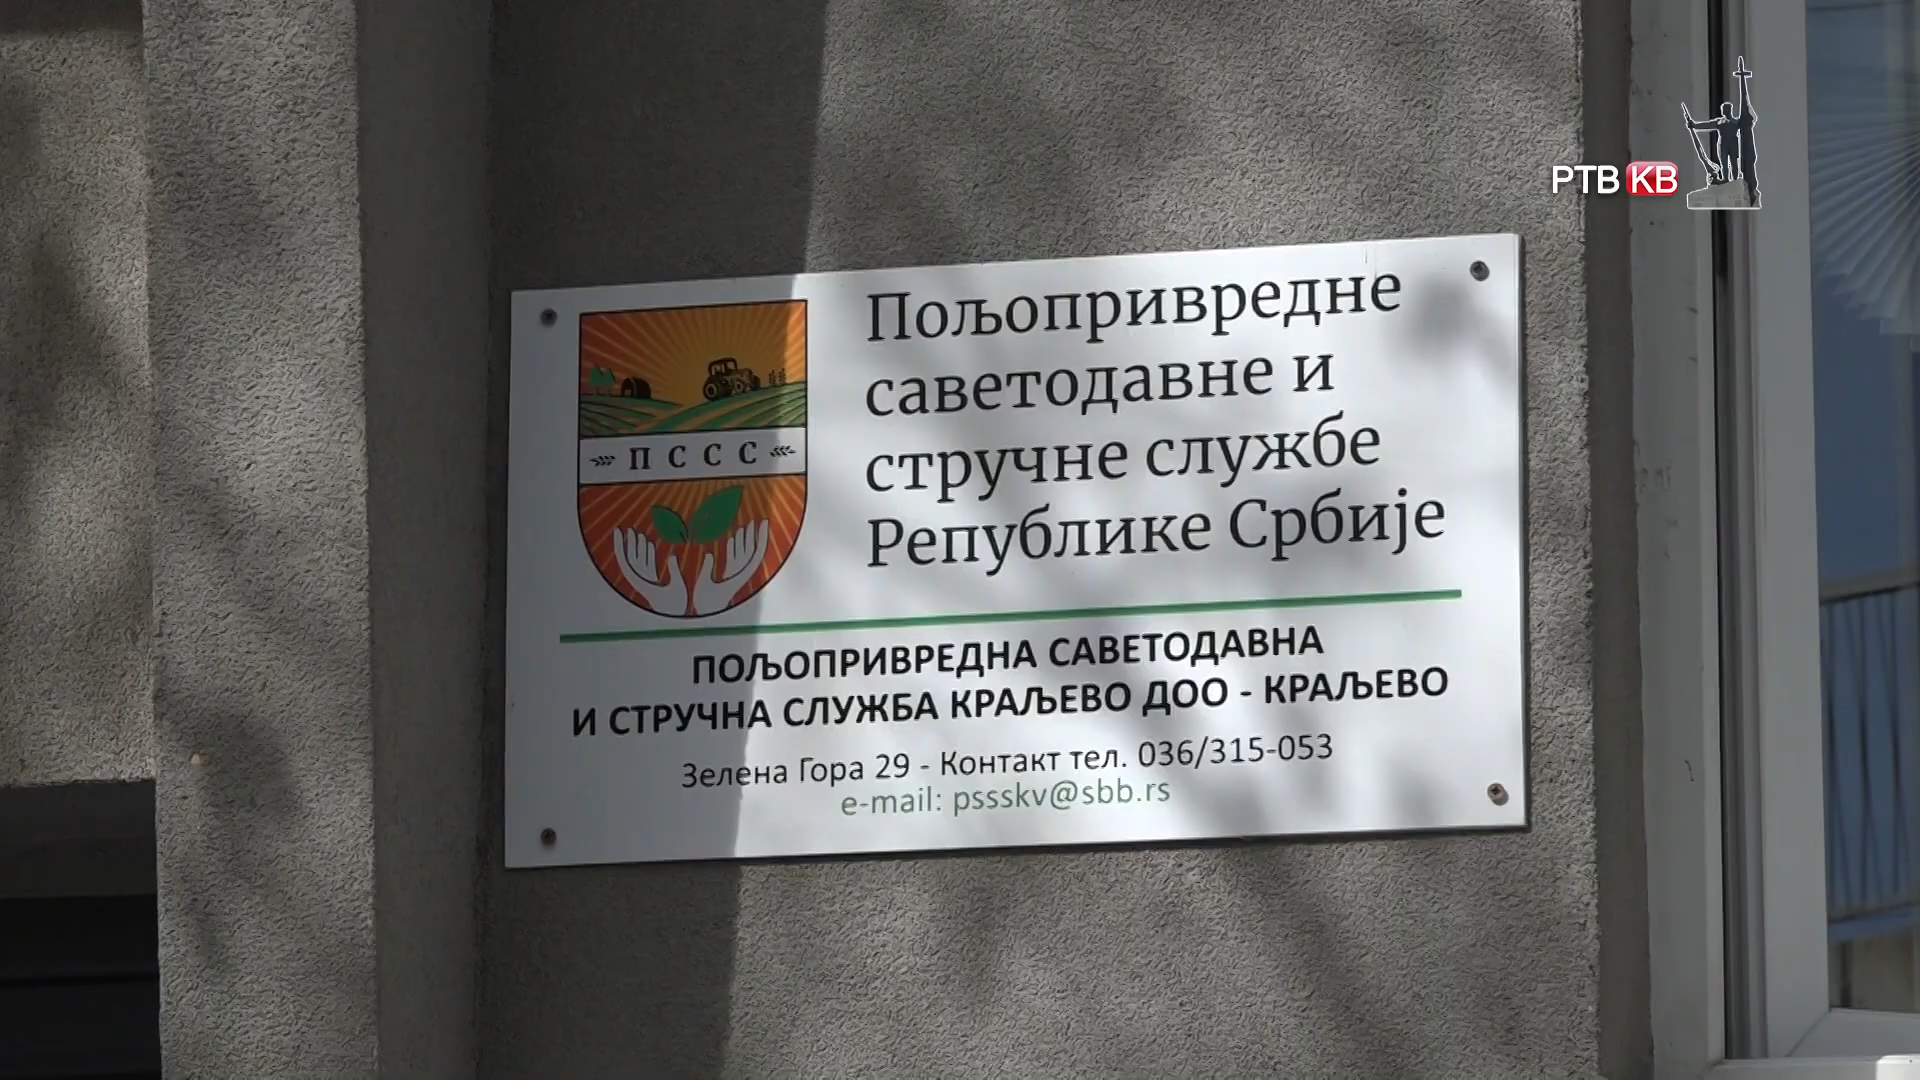 РТВ КВ
Пољопривредне
саветодавне и
стручне службе
Републике Србије
ПССС
ПОЉОПРИВРЕДНА САВЕТОДАВНА
И СТРУЧНА СЛУЖБА КРАЉЕВО ДОО - КРАЉЕВО
Зелена Гора 29 - Контакт тел. 036/315-053
e-mail: pssskv@sbb.rs